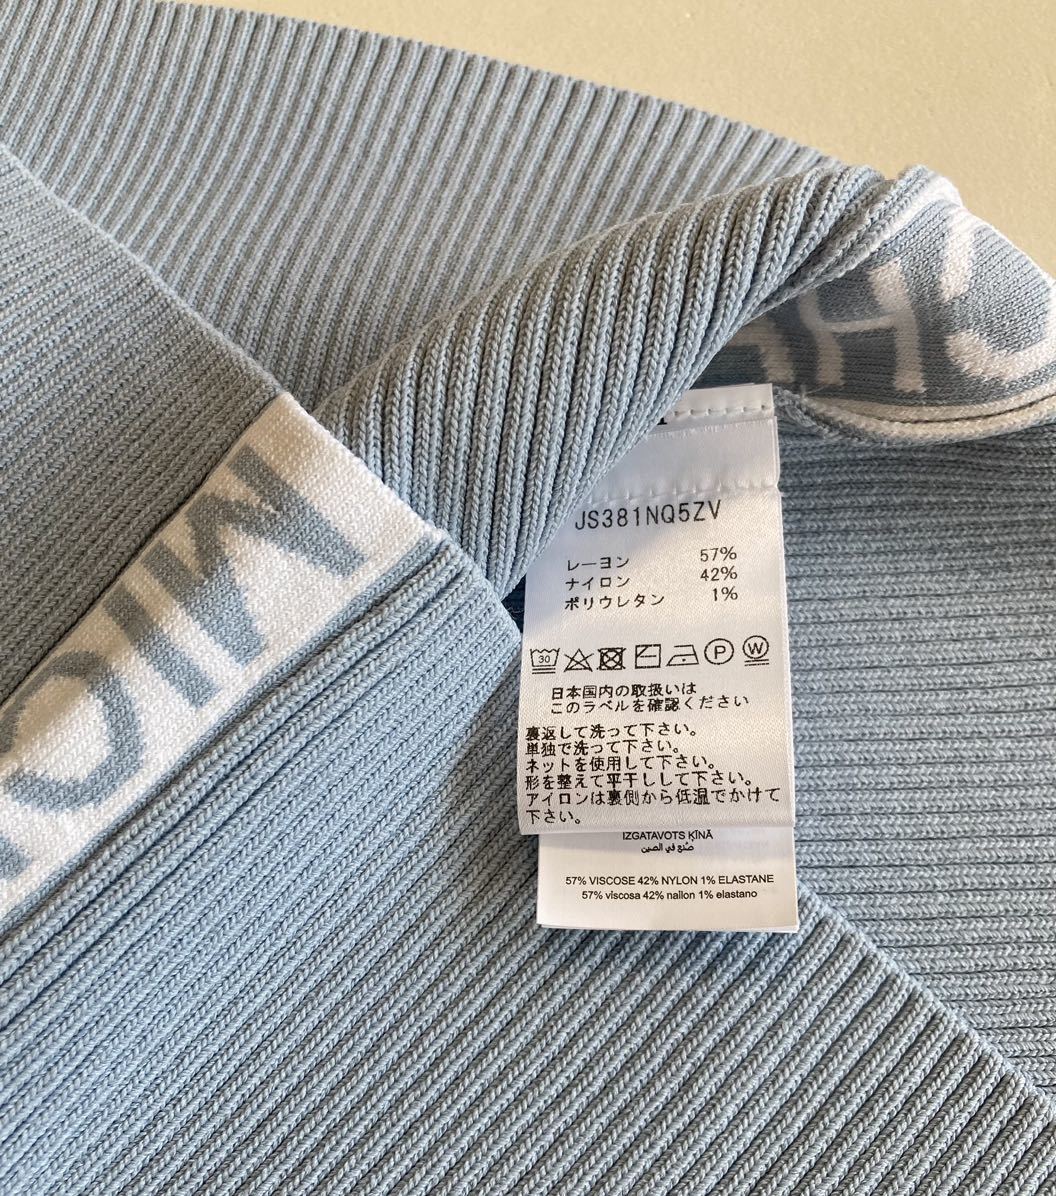 JS381NQ5ZV
レーヨン 57%
ナイロン 42%
ポリウレタン 1%
30 P W
日本国内の取扱いは
このラベルを確認ください
裏返して洗って下さい。
単独で洗って下さい。
ネットを使用して下さい。
形を整えて平干しして下さい。
アイロンは裏側から低温でかけて
下さい。
IZGATAVOTS ĶĪNĀ
صنع في الصين
57% VISCOSE 42% NYLON 1% ELASTANE
57% viscosa 42% nailon 1% elastano